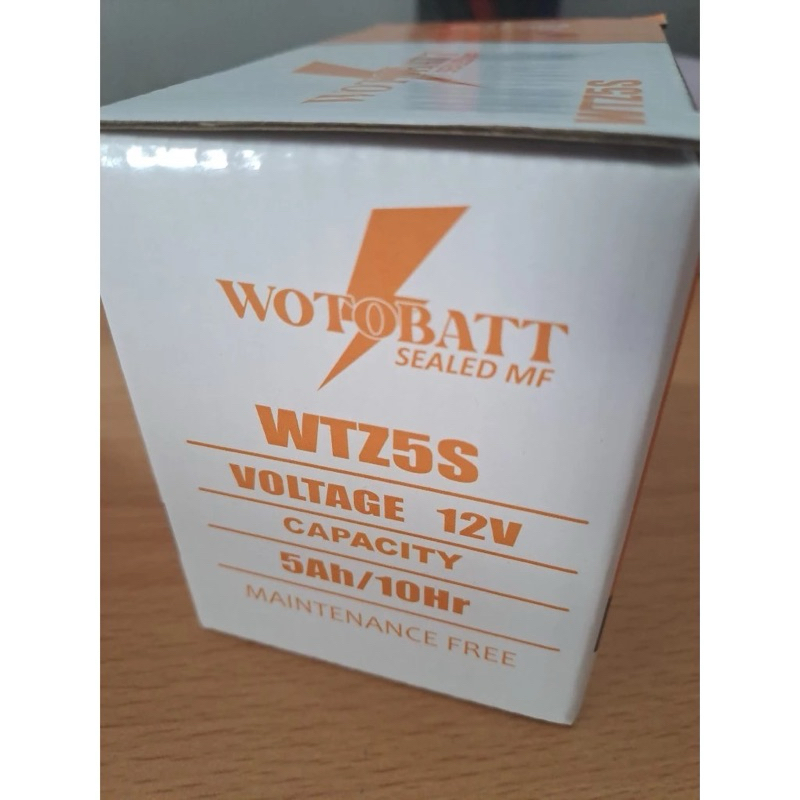 WOTOBATT
WTZ5S
WOTOBATT
SEALED MF
WTZ5S
VOLTAGE 12V
CAPACITY
5Ah/10Hr
MAINTENANCE FREE